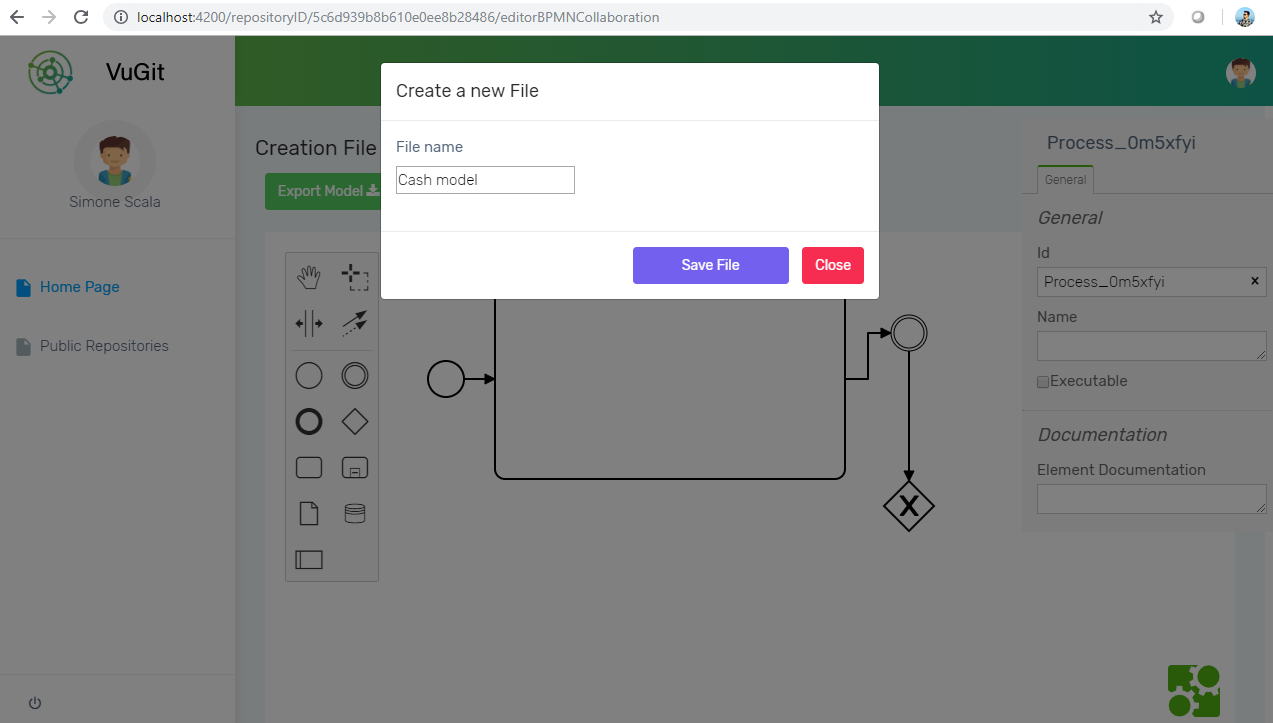 localhost:4200/repositoryID/5c6d939b8b610e0ee8b28486/editorBPMNCollaboration
VuGit
Simone Scala
Home Page
Public Repositories
Creation File
Export Model
Create a new File
File name
Cash model
Save File
Close
Process_0m5xfyi
General
General
Id
Process_0m5xfyi
Name
Executable
Documentation
Element Documentation